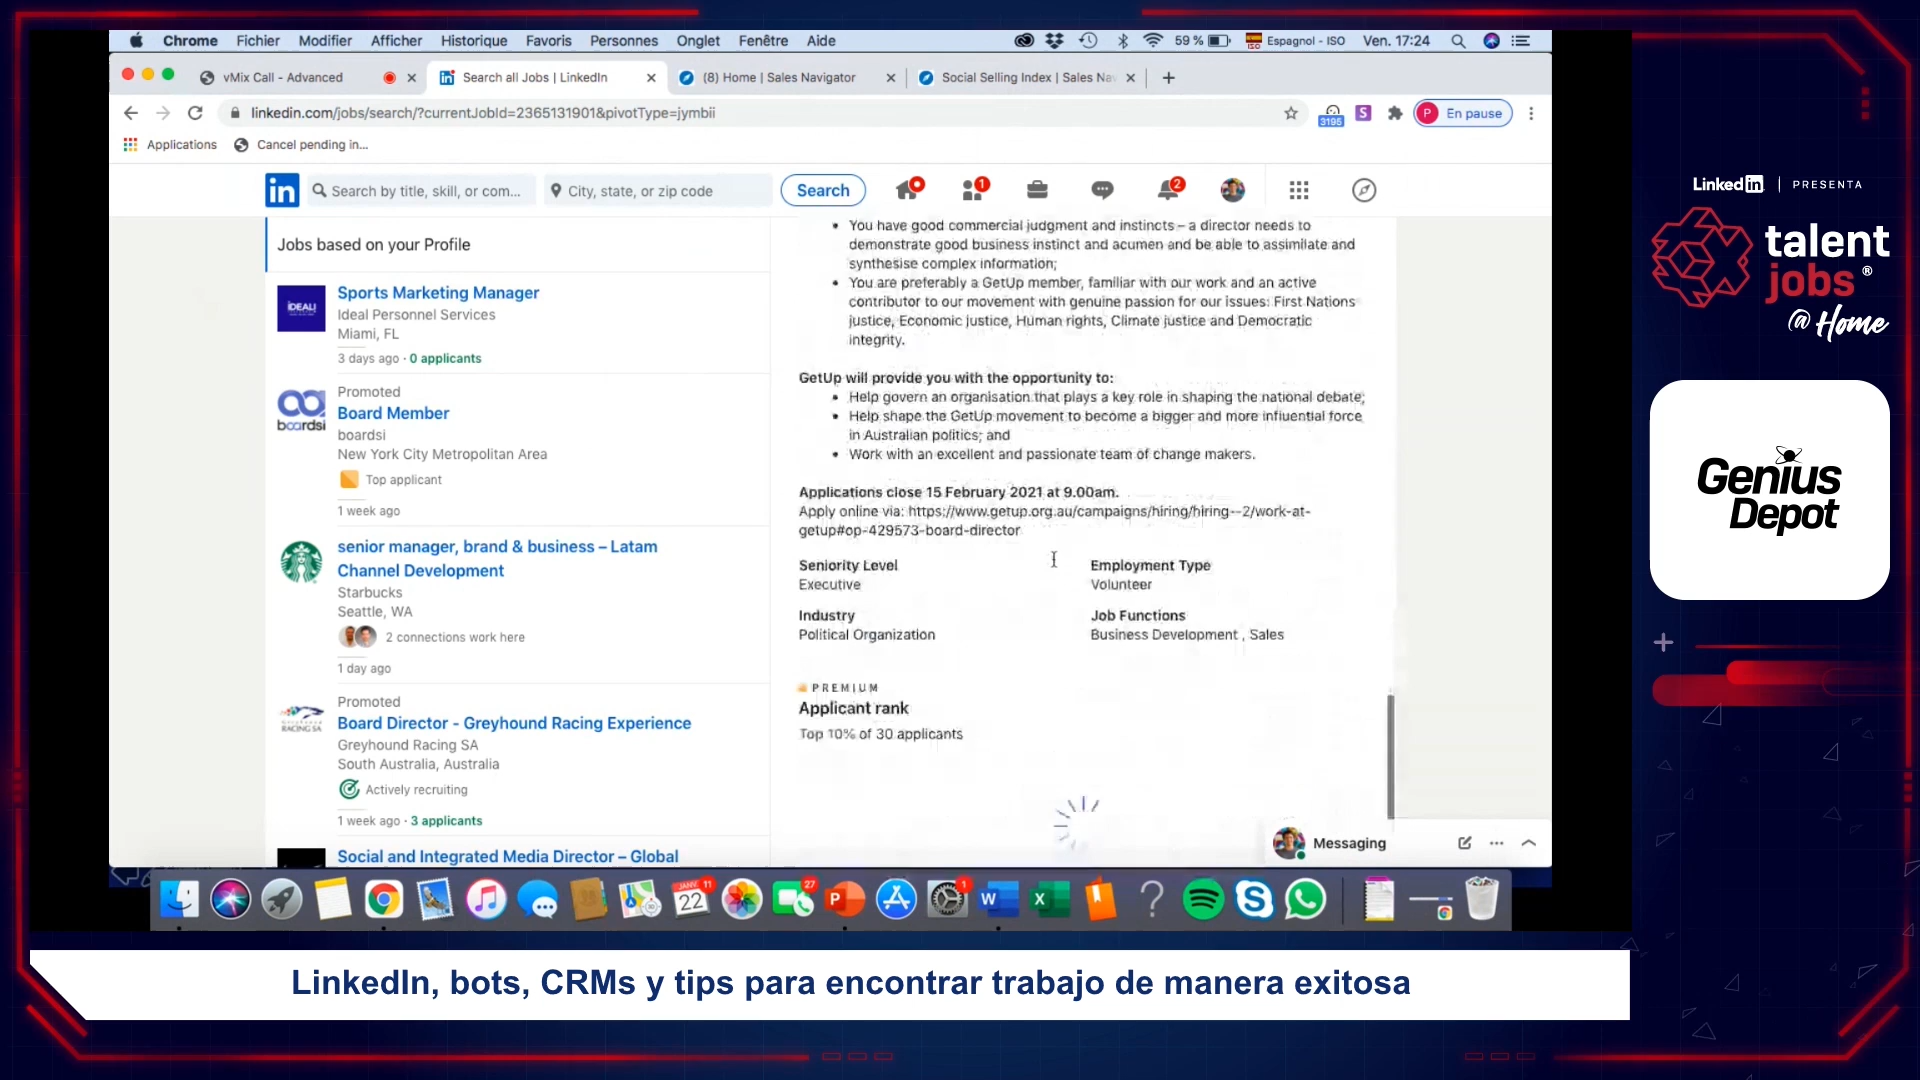 Chrome Fichier Modifier Afficher Historique Favoris Personnes Onglet Fenêtre Aide
59 % Espagnol - ISO Ven. 17:24
vMix Call - Advanced
Search all Jobs | LinkedIn
(8) Home | Sales Navigator
Social Selling Index | Sales Nav
linkedin.com/jobs/search/?currentJobId=2365131901&pivotType=jymbii
3195
S
P En pause
Applications
Cancel pending in...
in
Search by title, skill, or com...
City, state, or zip code
Search
1
2
Jobs based on your Profile
IDEAL!
Sports Marketing Manager
Ideal Personnel Services
Miami, FL
3 days ago · 0 applicants
boardsi
Promoted
Board Member
boardsi
New York City Metropolitan Area
Top applicant
1 week ago
senior manager, brand & business – Latam
Channel Development
Starbucks
Seattle, WA
2 connections work here
1 day ago
RACING SA
Promoted
Board Director - Greyhound Racing Experience
Greyhound Racing SA
South Australia, Australia
Actively recruiting
1 week ago · 3 applicants
Social and Integrated Media Director – Global
You have good commercial judgment and instincts – a director needs to
demonstrate good business instinct and acumen and be able to assimilate and
synthesise complex information;
You are preferably a GetUp member, familiar with our work and an active
contributor to our movement with genuine passion for our issues: First Nations
justice, Economic justice, Human rights, Climate justice and Democratic
integrity.
GetUp will provide you with the opportunity to:
Help govern an organisation that plays a key role in shaping the national debate;
Help shape the GetUp movement to become a bigger and more influential force
in Australian politics; and
Work with an excellent and passionate team of change makers.
Applications close 15 February 2021 at 9.00am.
Apply online via: https://www.getup.org.au/campaigns/hiring/hiring--2/work-at-
getup#op-429573-board-director
Seniority Level
Executive
Employment Type
Volunteer
Industry
Political Organization
Job Functions
Business Development , Sales
PREMIUM
Applicant rank
Top 10% of 30 applicants
Messaging
JANV. 22
11
27
P
1
W
X
?
LinkedIn | PRESENTA
talent
jobs®
@Home
Genius
Depot
LinkedIn, bots, CRMs y tips para encontrar trabajo de manera exitosa